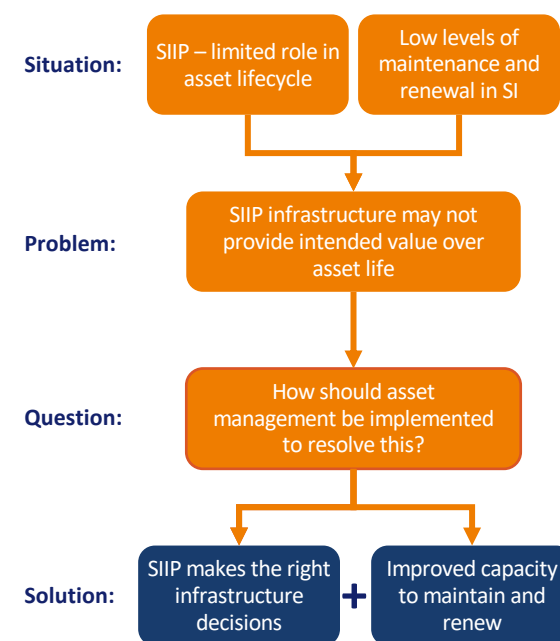 Situation:
SIIP – limited role in
asset lifecycle
Low levels of
maintenance and
renewal in SI
Problem:
SIIP infrastructure may not
provide intended value over
asset life
Question:
How should asset
management be implemented
to resolve this?
Solution:
SIIP makes the right
infrastructure
decisions
+
Improved capacity
to maintain and
renew